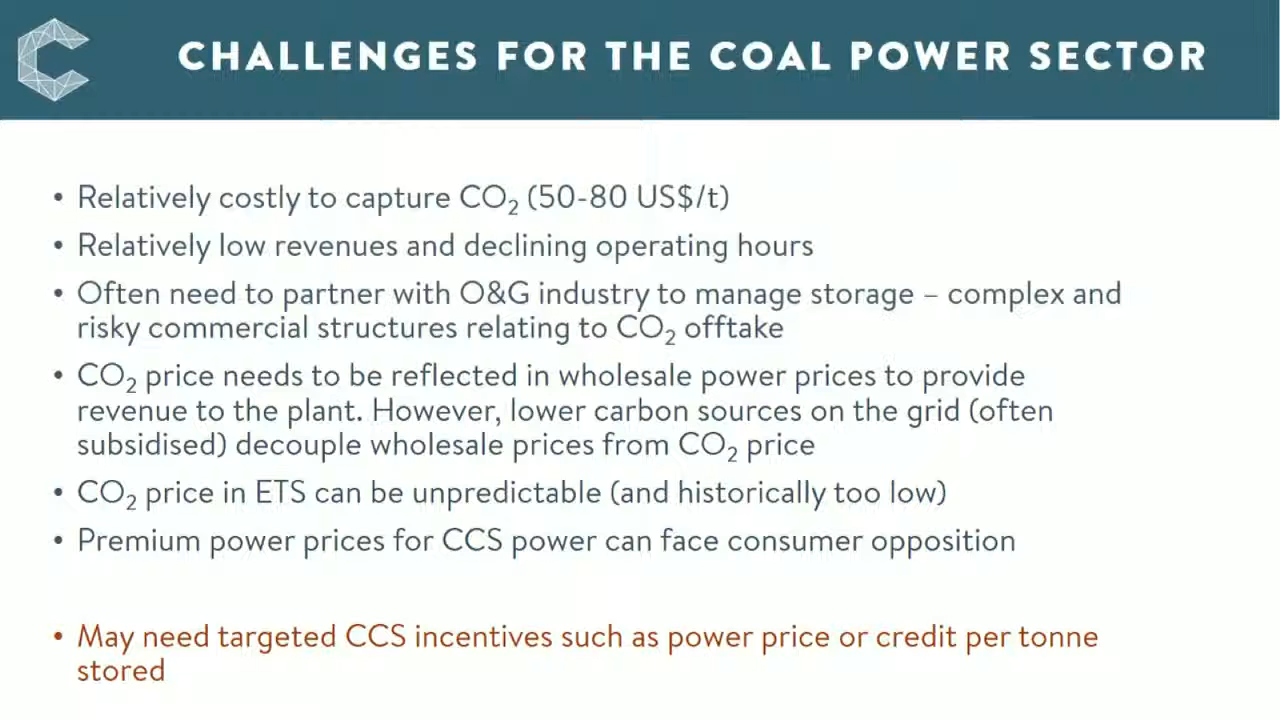 CHALLENGES FOR THE COAL POWER SECTOR
• Relatively costly to capture CO₂ (50-80 US$/t)
• Relatively low revenues and declining operating hours
• Often need to partner with O&G industry to manage storage – complex and
risky commercial structures relating to CO₂ offtake
• CO₂ price needs to be reflected in wholesale power prices to provide
revenue to the plant. However, lower carbon sources on the grid (often
subsidised) decouple wholesale prices from CO₂ price
• CO₂ price in ETS can be unpredictable (and historically too low)
• Premium power prices for CCS power can face consumer opposition
• May need targeted CCS incentives such as power price or credit per tonne
stored